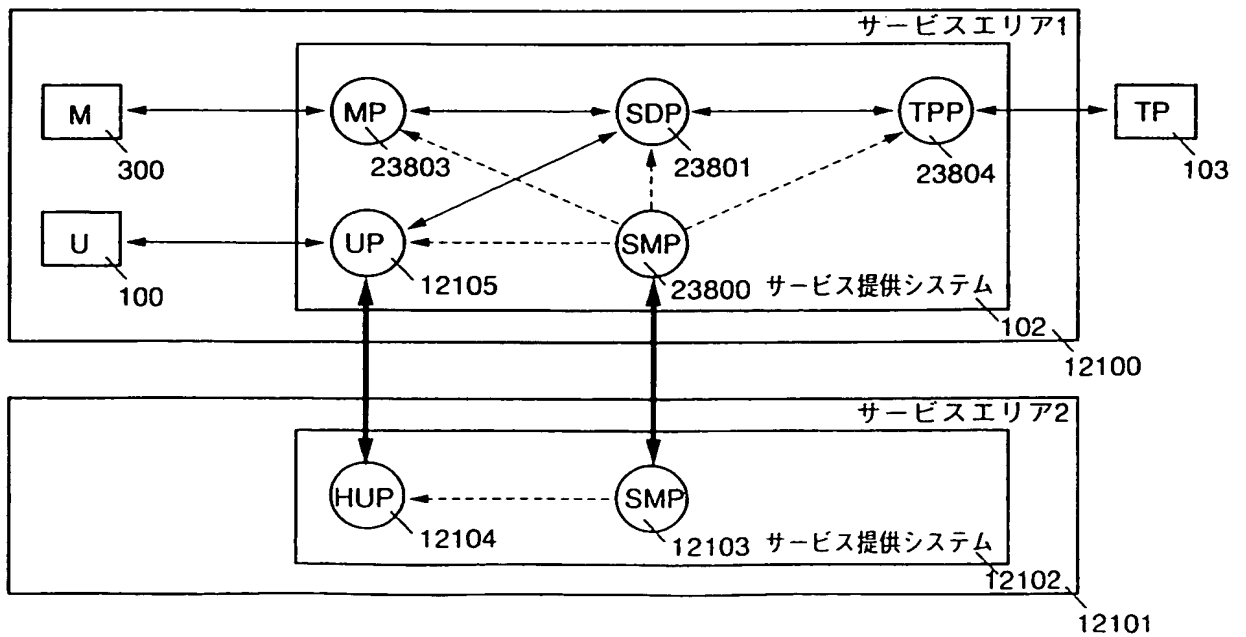 サービスエリア1
M
MP
SDP
TPP
TP
300
23803
23801
23804
103
U
UP
SMP
100
12105
23800
サービス提供システム
102
12100
サービスエリア2
HUP
SMP
12104
12103
サービス提供システム
12102
12101